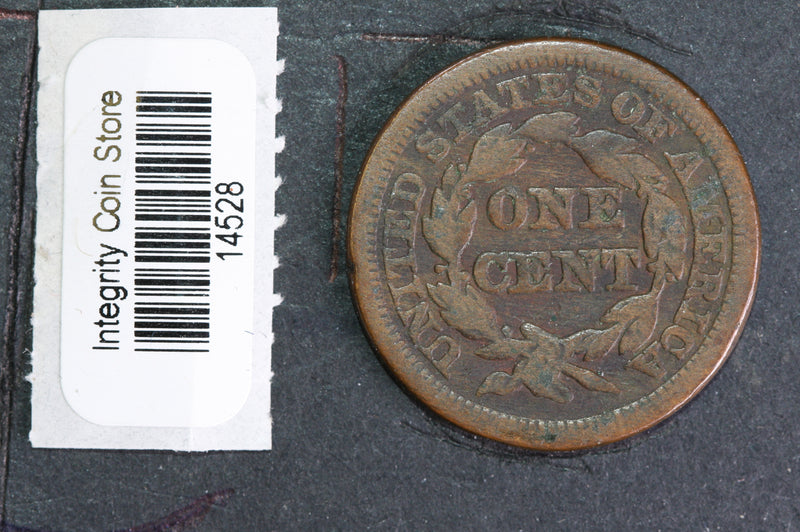 Integrity Coin Store
14528
UNITED STATES OF AMERICA
ONE
CENT